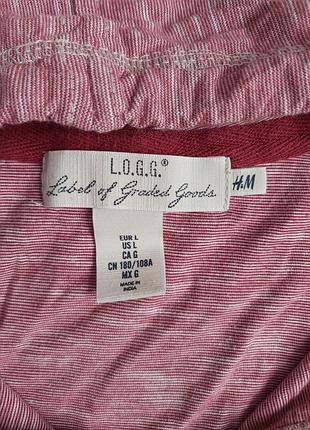 L.O.G.G.®
Label of Graded Goods.
H&M
EUR L
US L
CA G
CN 180/108A
MX G
MADE IN
INDIA